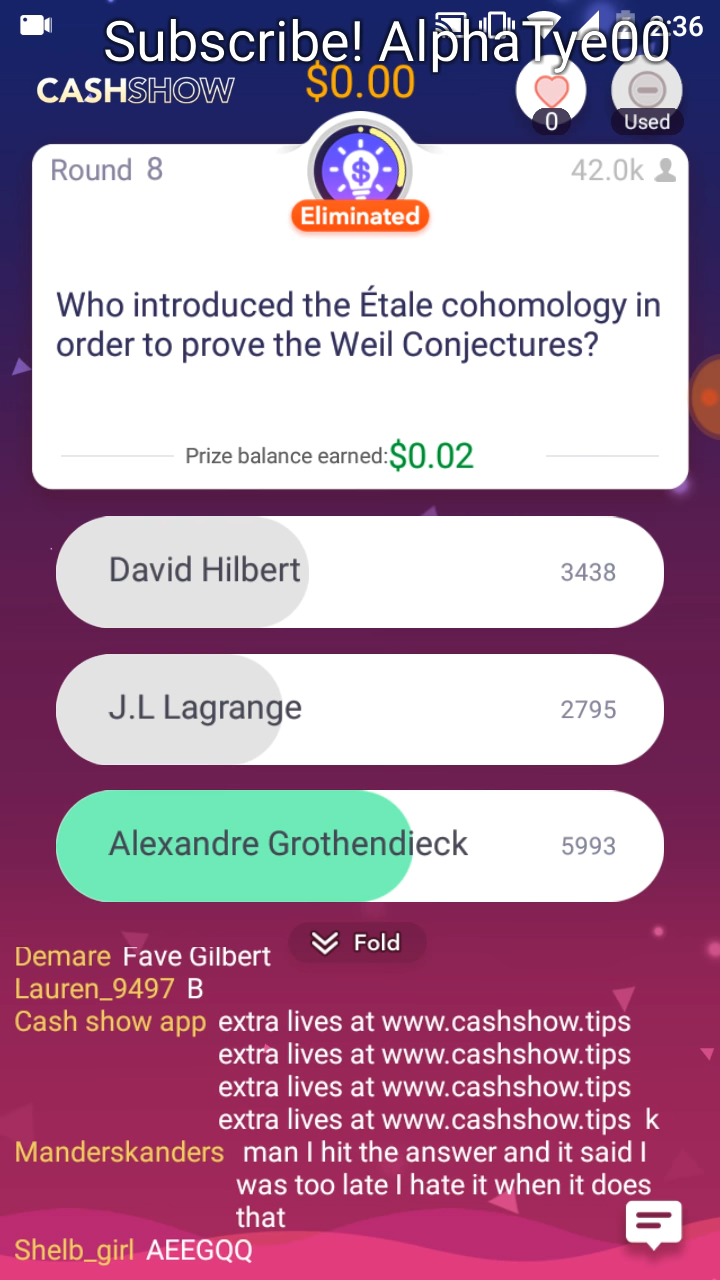 Subscribe! AlphaTye00
2:36
CASHSHOW
$0.00
0
Used
Round 8
42.0k
$
Eliminated
Who introduced the Étale cohomology in
order to prove the Weil Conjectures?
Prize balance earned:$0.02
David Hilbert 3438
J.L Lagrange 2795
Alexandre Grothendieck 5993
Fold
Demare Fave Gilbert
Lauren_9497 B
Cash show app extra lives at www.cashshow.tips
extra lives at www.cashshow.tips
extra lives at www.cashshow.tips
extra lives at www.cashshow.tips k
Manderskanders man I hit the answer and it said I
was too late I hate it when it does
that
Shelb_girl AEEGQQ